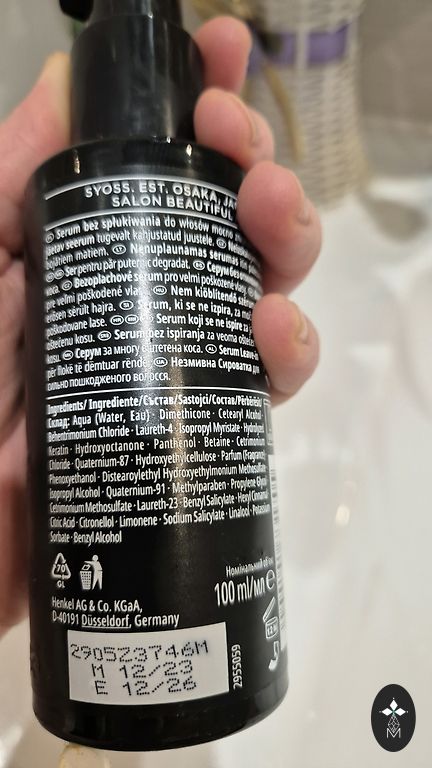 SYOSS. EST. OSAKA, JA
SALON BEAUTIFUL
Serum bez spłukiwania do włosów mocno
jäetav seerum tugevalt kahjustatud juustele.
matiem. Nenuplaunamas serumas
Ser pentru păr puternic degradat. Серум без
Bezoplachové sérum pro velmi poškozené vlasy.
pre veľmi poškodené Nem kiöblítendő
erősen sérült hajra. Serum, ki se ne izpira, za
poškodovane lase. Serum koji se ne ispire za
oštećenu kosu. Serum bez ispiranja za veoma
kosu. Серум за многу оштетена коса. Serum Leave-in
për flokë të dëmtuar rëndë. Незмивна Сироватка для
сильно пошкодженого волосся.
Ingredients/ Ingrediente/Състав/Sastojci/Состав/Përbërësit/
Склад: Aqua (Water, Eau) · Dimethicone · Cetearyl Alcohol ·
Behentrimonium Chloride · Laureth-4 · Isopropyl Myristate · Hydrolyzed
Keratin · Hydroxyoctanone · Panthenol · Betaine · Cetrimonium
Chloride · Quaternium-87 · Hydroxyethylcellulose · Parfum (Fragrance)
Phenoxyethanol · Distearoylethyl Hydroxyethylmonium Methosulfate
Isopropyl Alcohol · Quaternium-91 · Methylparaben · Propylene Glycol
Cetrimonium Methosulfate · Laureth-23 · Benzyl Salicylate · Hexyl Cinnamal
Citric Acid · Citronellol · Limonene · Sodium Salicylate · Linalool · Potassium
Sorbate · Benzyl Alcohol
70
GL
Номінальний об'єм
100 ml/мл e
Henkel AG & Co. KGaA,
D-40191 Düsseldorf, Germany
290523746M
M 12/23
E 12/26
2955059
M